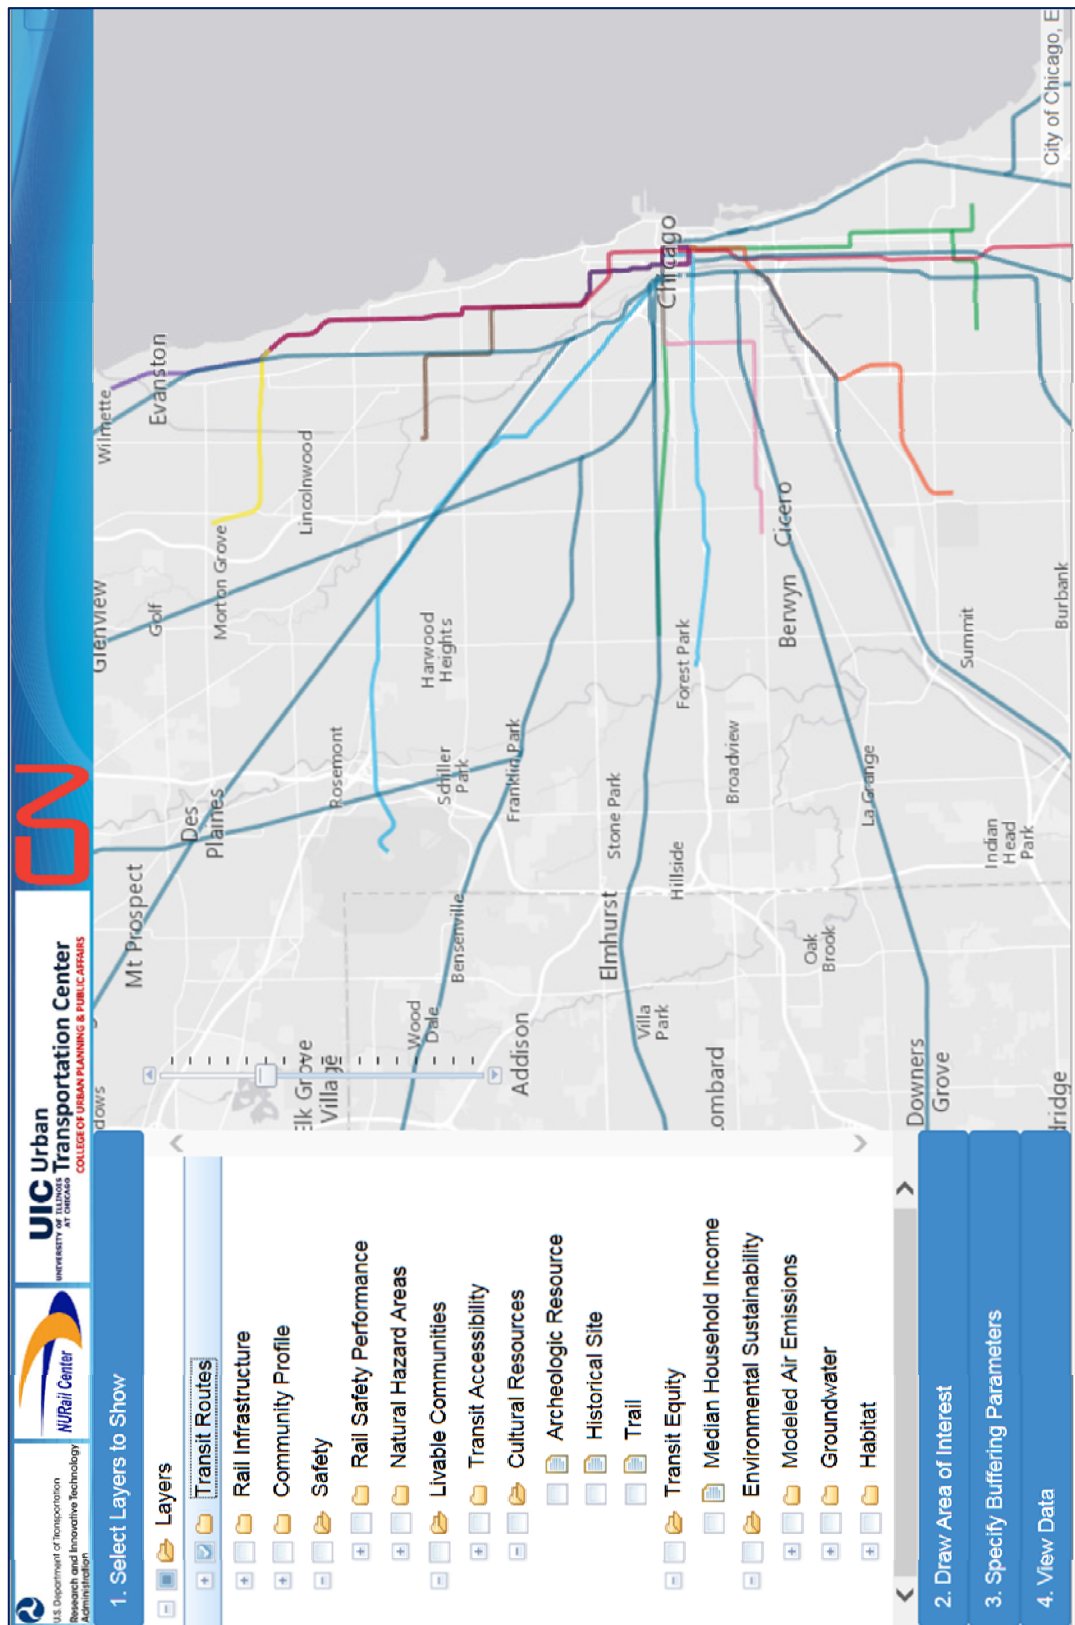 U.S. Department of Transportation
Research and Innovative Technology
Administration
NURail Center
UIC Urban
Transportation Center
UNIVERSITY OF ILLINOIS
AT CHICAGO
COLLEGE OF URBAN PLANNING & PUBLIC AFFAIRS
CN
1. Select Layers to Show
Layers
Transit Routes
Rail Infrastructure
Community Profile
Safety
Rail Safety Performance
Natural Hazard Areas
Livable Communities
Transit Accessibility
Cultural Resources
Archeologic Resource
Historical Site
Trail
Transit Equity
Median Household Income
Environmental Sustainability
Modeled Air Emissions
Groundwater
Habitat
2. Draw Area of Interest
3. Specify Buffering Parameters
4. View Data
dows
Mt Prospect
Des
Plaines
Glenview
Golf
Morton Grove
Wilmette
Evanston
Lincolnwood
Elk Grove
Village
Rosemont
Wood
Dale
Bensenville
Schiller
Park
Harwood
Heights
Franklin Park
Addison
Elmhurst
Stone Park
Villa
Park
Hillside
Forest Park
Chicago
Lombard
Broadview
Oak
Brook
Berwyn
Cicero
La Grange
Downers
Grove
Indian
Head
Park
Summit
Burbank
dridge
City of Chicago, E